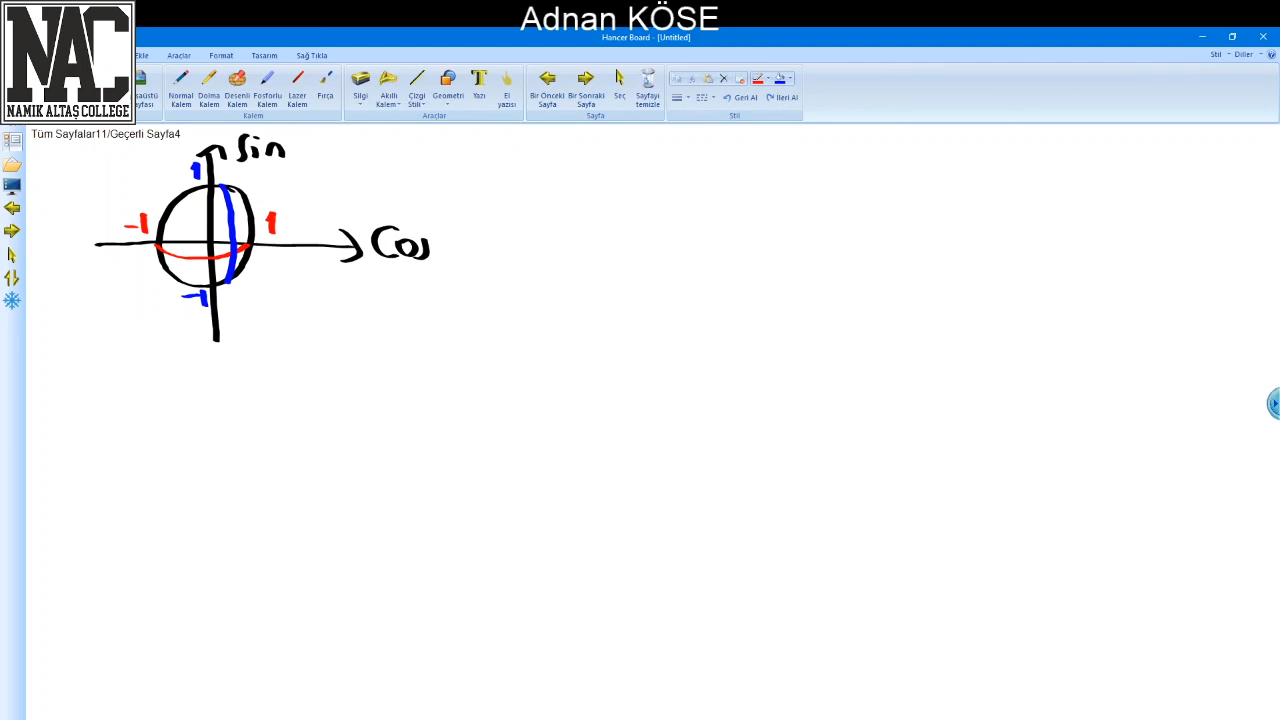 Adnan KÖSE
Hancer Board - [Untitled]
NAC
NAMIK ALTAŞ COLLEGE
Ekle Araçlar Format Tasarım Sağ Tıkla
Stil Diller
Normal Kalem
Dolma Kalem
Desenli Kalem
Fosforlu Kalem
Lazer Kalem
Fırça
Silgi
Akıllı Kalem
Çizgi Stili
Geometri
Yazı
El yazısı
Bir Önceki Sayfa
Bir Sonraki Sayfa
Seç
Sayfayı temizle
Geri Al
İleri Al
Kalem
Araçlar
Sayfa
Stil
Tüm Sayfalar11/Geçerli Sayfa4
Sin
1
-1
1
Cos
-1